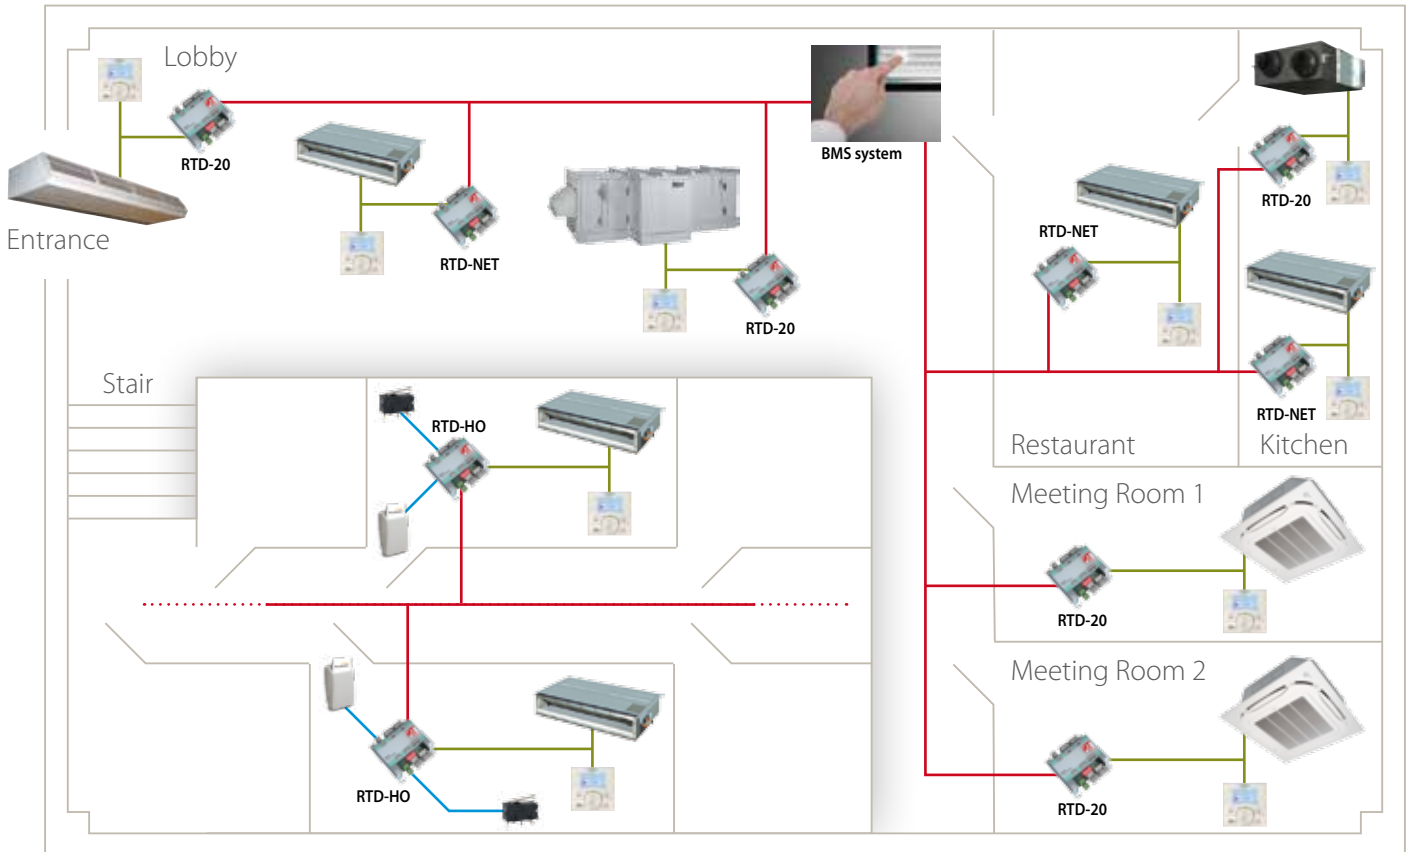 Lobby
RTD-20
Entrance
RTD-NET
RTD-20
BMS system
RTD-NET
RTD-20
RTD-NET
Restaurant
Kitchen
Stair
RTD-HO
RTD-HO
Meeting Room 1
RTD-20
Meeting Room 2
RTD-20